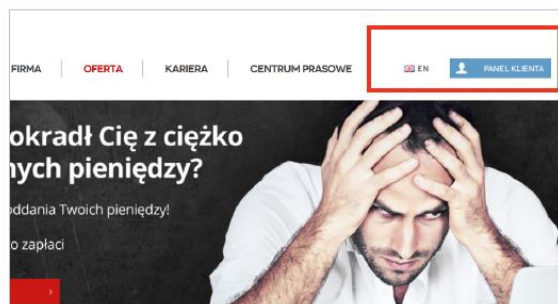 FIRMA OFERTA KARIERA CENTRUM PRASOWE EN PANEL KLIENTA
okradł Cię z ciężko
nych pieniędzy?
oddania Twoich pieniędzy!
o zapłaci